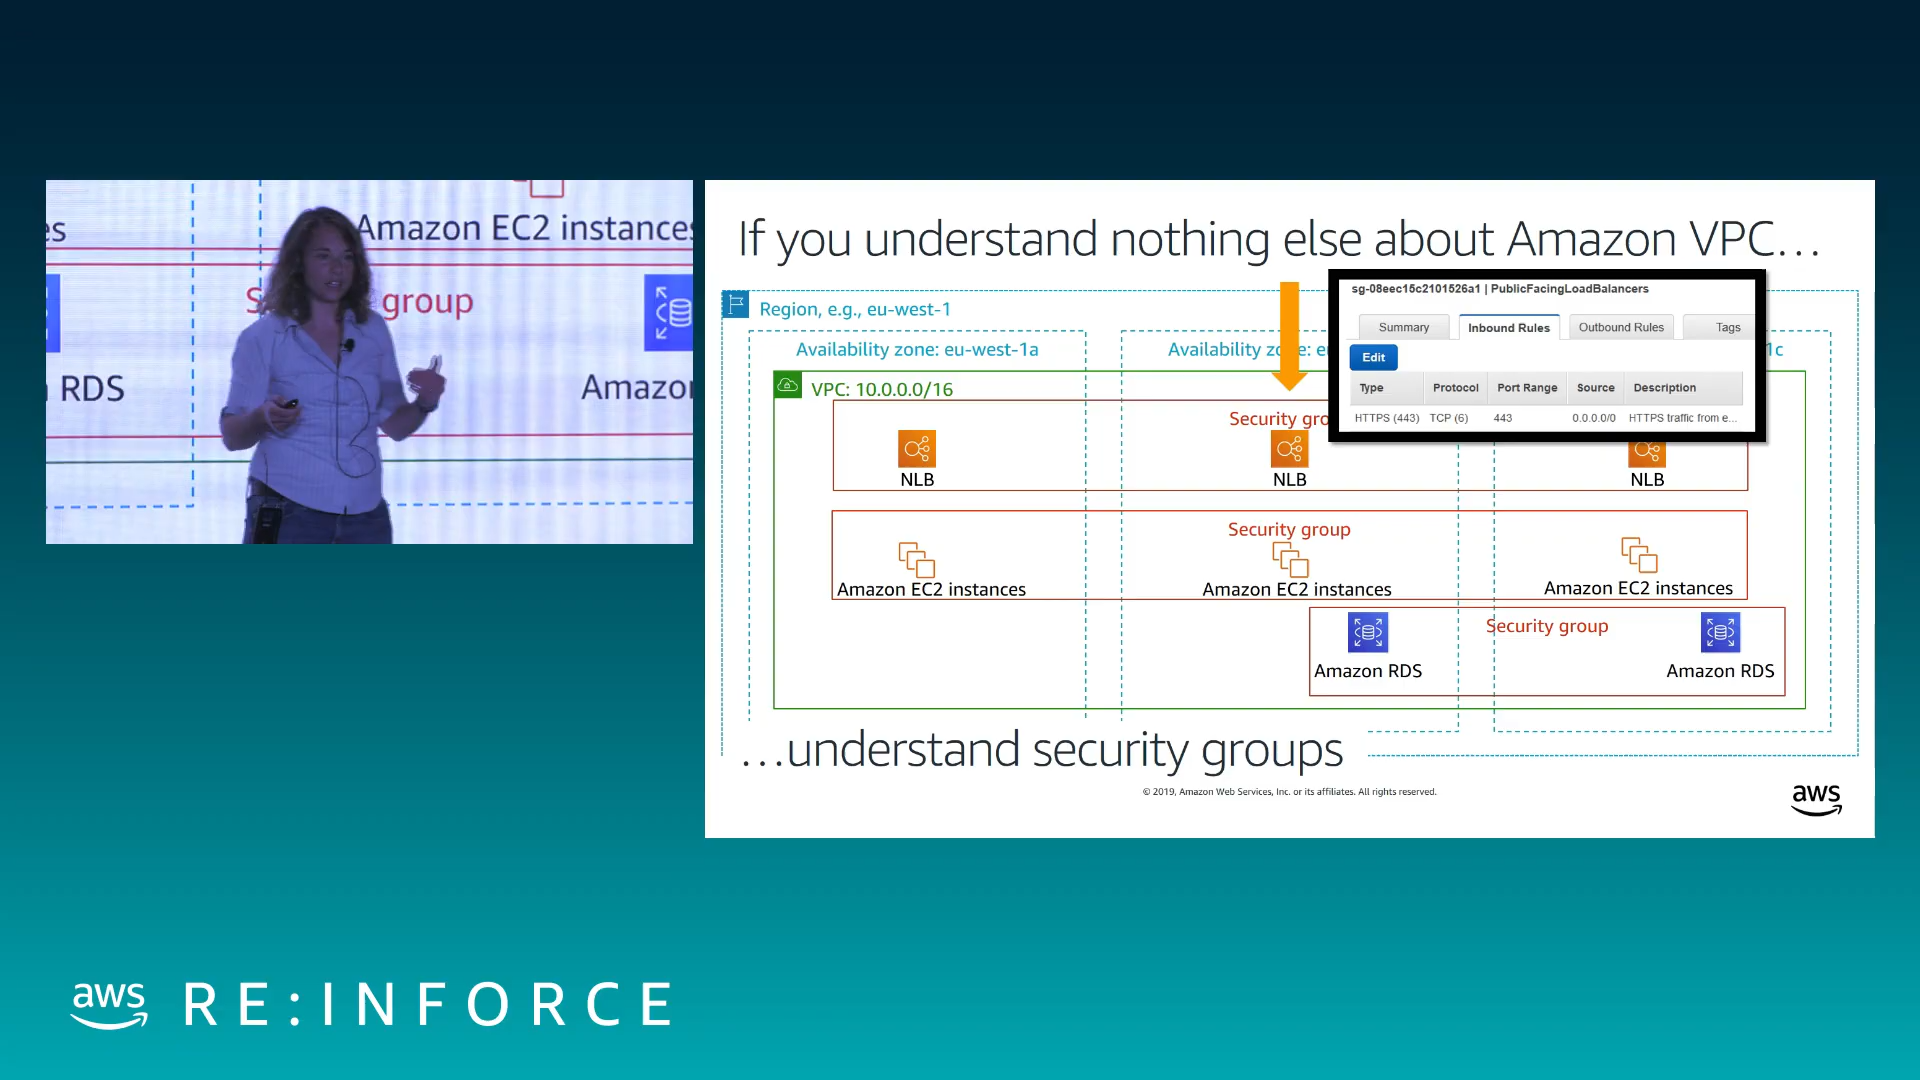 es
Amazon EC2 instances
group
RDS
Amazo
If you understand nothing else about Amazon VPC...
Region, e.g., eu-west-1
Availability zone: eu-west-1a
Availability
1c
VPC: 10.0.0.0/16
sg-08eec15c2101526a1 | PublicFacingLoadBalancers
Summary Inbound Rules Outbound Rules Tags
Edit
Type Protocol Port Range Source Description
HTTPS (443) TCP (6) 443 0.0.0.0/0 HTTPS traffic from e...
Security gro
NLB NLB NLB
Security group
Amazon EC2 instances Amazon EC2 instances Amazon EC2 instances
Security group
Amazon RDS Amazon RDS
...understand security groups
© 2019, Amazon Web Services, Inc. or its affiliates. All rights reserved.
aws
aws RE:INFORCE